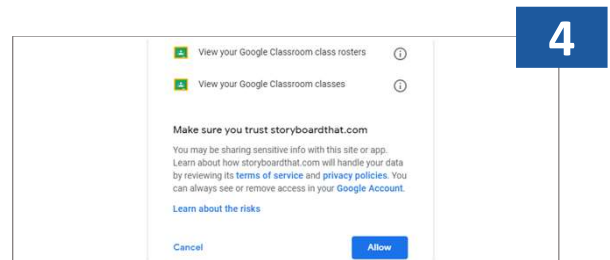 4
View your Google Classroom class rosters
View your Google Classroom classes
Make sure you trust storyboardthat.com
You may be sharing sensitive info with this site or app.
Learn about how storyboardthat.com will handle your data
by reviewing its terms of service and privacy policies. You
can always see or remove access in your Google Account.
Learn about the risks
Cancel
Allow